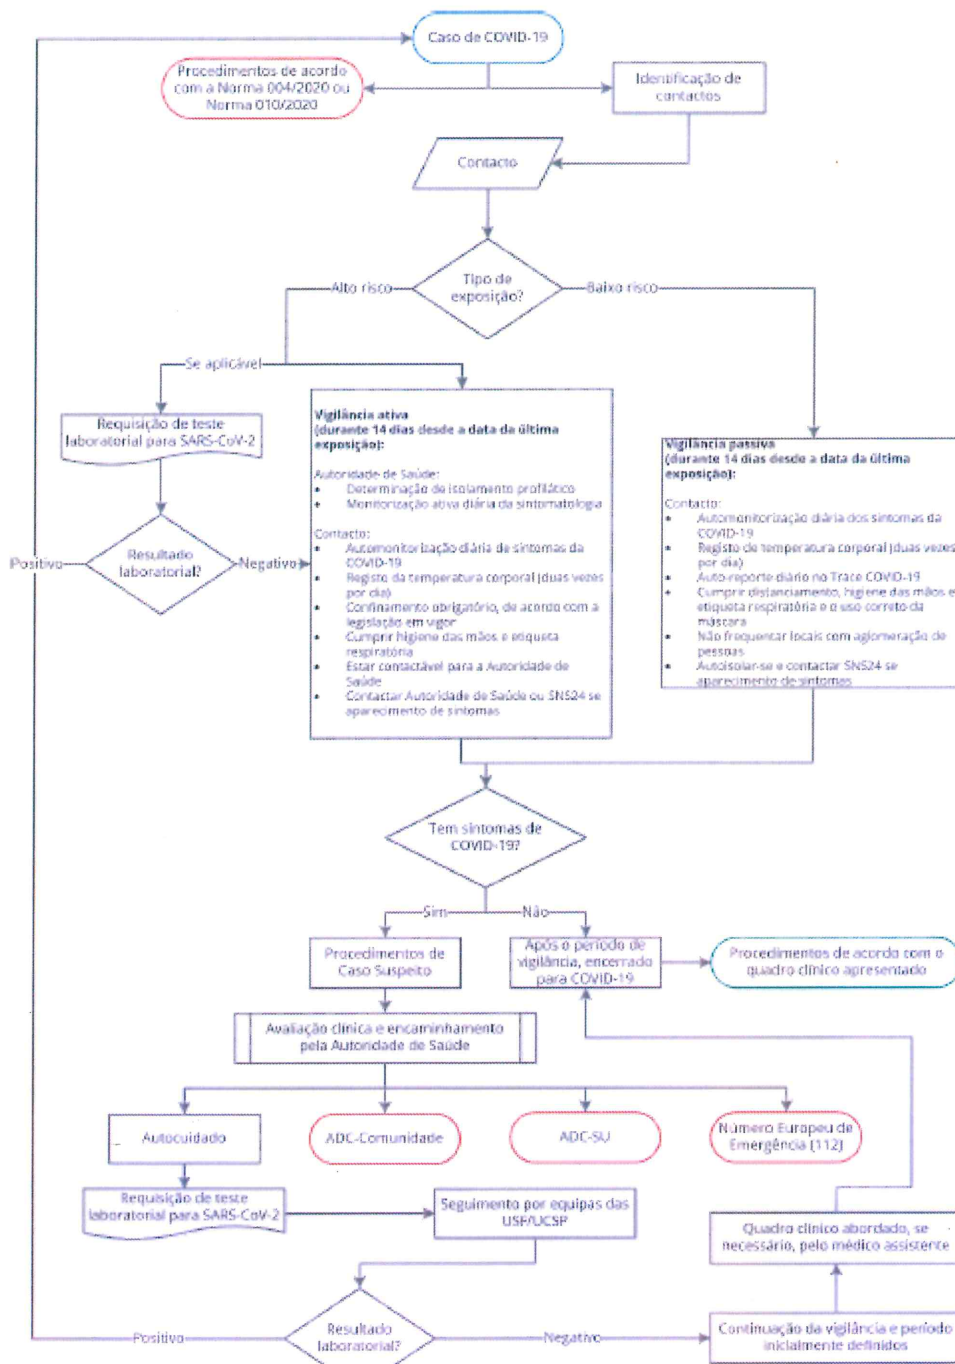 Caso de COVID-19
Procedimentos de acordo
com a Norma 004/2020 ou
Norma 010/2020
Identificação de
contactos
Contacto
Tipo de
exposição?
Alto risco
Baixo risco
Se aplicável
Requisição de teste
laboratorial para SARS-CoV-2
Resultado
laboratorial?
Positivo
Negativo
Vigilância ativa
(durante 14 dias desde a data da última
exposição):
Autoridade de Saúde:
• Determinação de isolamento profilático
• Monitorização ativa diária da sintomatologia
Contacto:
• Automonitorização diária de sintomas da
COVID-19
• Registo da temperatura corporal (duas vezes
por dia)
• Confinamento obrigatório, de acordo com a
legislação em vigor
• Cumprir higiene das mãos e etiqueta
respiratória
• Estar contactável para a Autoridade de
Saúde
• Contactar Autoridade de Saúde ou SNS24 se
aparecimento de sintomas
Vigilância passiva
(durante 14 dias desde a data da última
exposição):
Contacto:
• Automonitorização diária dos sintomas da
COVID-19
• Registo de temperatura corporal (duas vezes
por dia)
• Auto-reporte diário no Trace COVID-19
• Cumprir distanciamento, higiene das mãos e
etiqueta respiratória e o uso correto da
máscara
• Não frequentar locais com aglomeração de
pessoas
• Autoisolar-se e contactar SNS24 se
aparecimento de sintomas
Tem sintomas de
COVID-19?
Sim
Não
Procedimentos de
Caso Suspeito
Após o período de
vigilância, encerrado
para COVID-19
Procedimentos de acordo com o
quadro clínico apresentado
Avaliação clínica e encaminhamento
pela Autoridade de Saúde
Autocuidado
ADC-Comunidade
ADC-SU
Número Europeu de
Emergência (112)
Requisição de teste
laboratorial para SARS-CoV-2
Seguimento por equipas das
USF/UCSP
Quadro clínico abordado, se
necessário, pelo médico assistente
Resultado
laboratorial?
Positivo
Negativo
Continuação da vigilância e período
inicialmente definidos